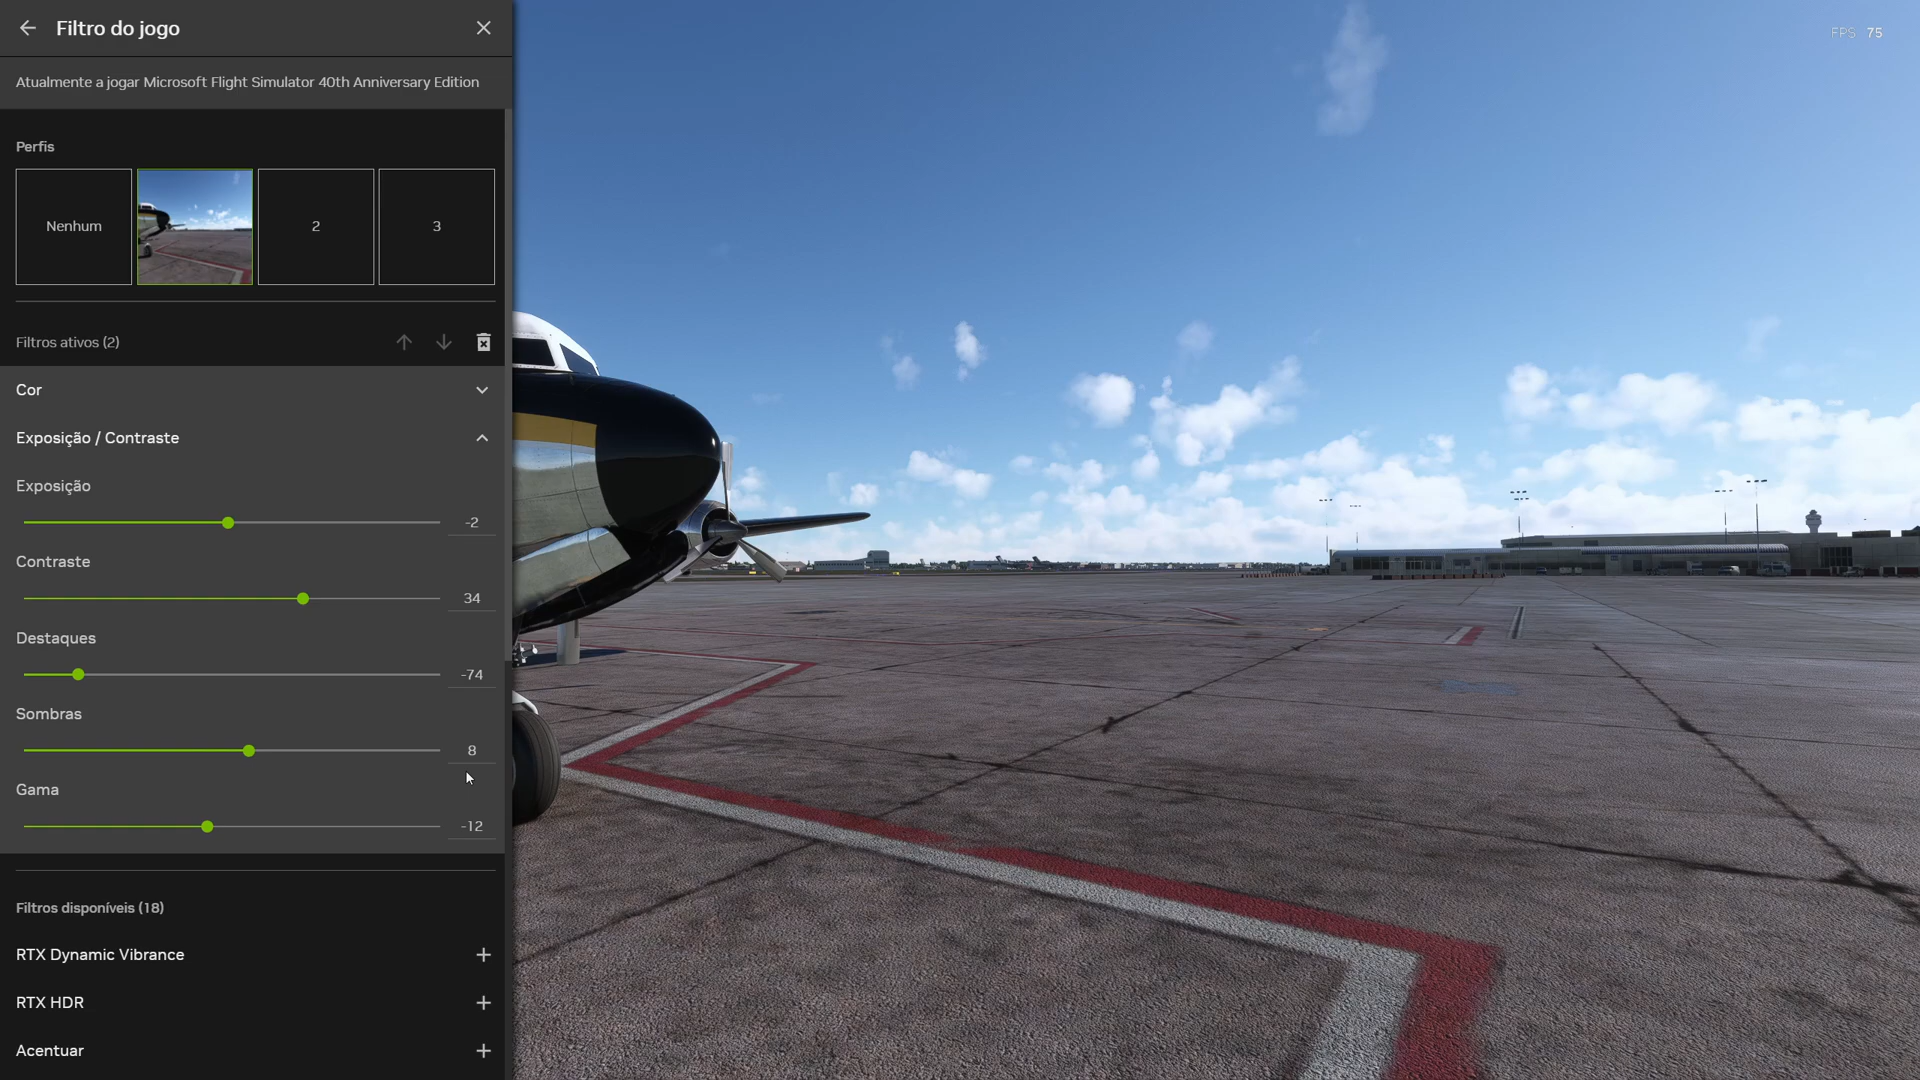 Filtro do jogo
FPS 75
Atualmente a jogar Microsoft Flight Simulator 40th Anniversary Edition
Perfis
Nenhum
2
3
Filtros ativos (2)
Cor
Exposição / Contraste
Exposição
-2
Contraste
34
Destaques
-74
Sombras
8
Gama
-12
Filtros disponíveis (18)
RTX Dynamic Vibrance
RTX HDR
Acentuar